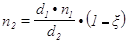 n₂ = d₁ • n₁ / d₂ • (1 − ξ)